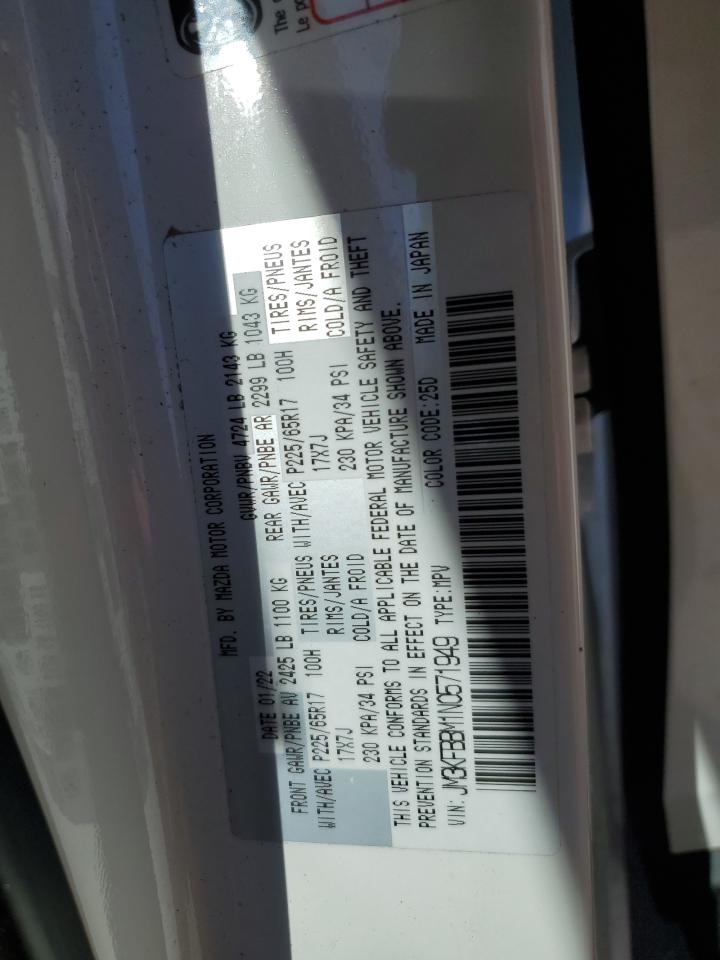 The
Le po
MFD. BY MAZDA MOTOR CORPORATION
DATE 01/22 GVWR/PNBV 4724 LB 2143 KG
FRONT GAWR/PNBE AV 2425 LB 1100 KG REAR GAWR/PNBE AR 2299 LB 1043 KG
WITH/AVEC P225/65R17 100H TIRES/PNEUS WITH/AVEC P225/65R17 100H TIRES/PNEUS
17X7J RIMS/JANTES 17X7J RIMS/JANTES
230 KPA/34 PSI COLD/A FROID 230 KPA/34 PSI COLD/A FROID
THIS VEHICLE CONFORMS TO ALL APPLICABLE FEDERAL MOTOR VEHICLE SAFETY AND THEFT
PREVENTION STANDARDS IN EFFECT ON THE DATE OF MANUFACTURE SHOWN ABOVE.
VIN: JM3KFBBM1N0571949 TYPE:MPV COLOR CODE:25D MADE IN JAPAN